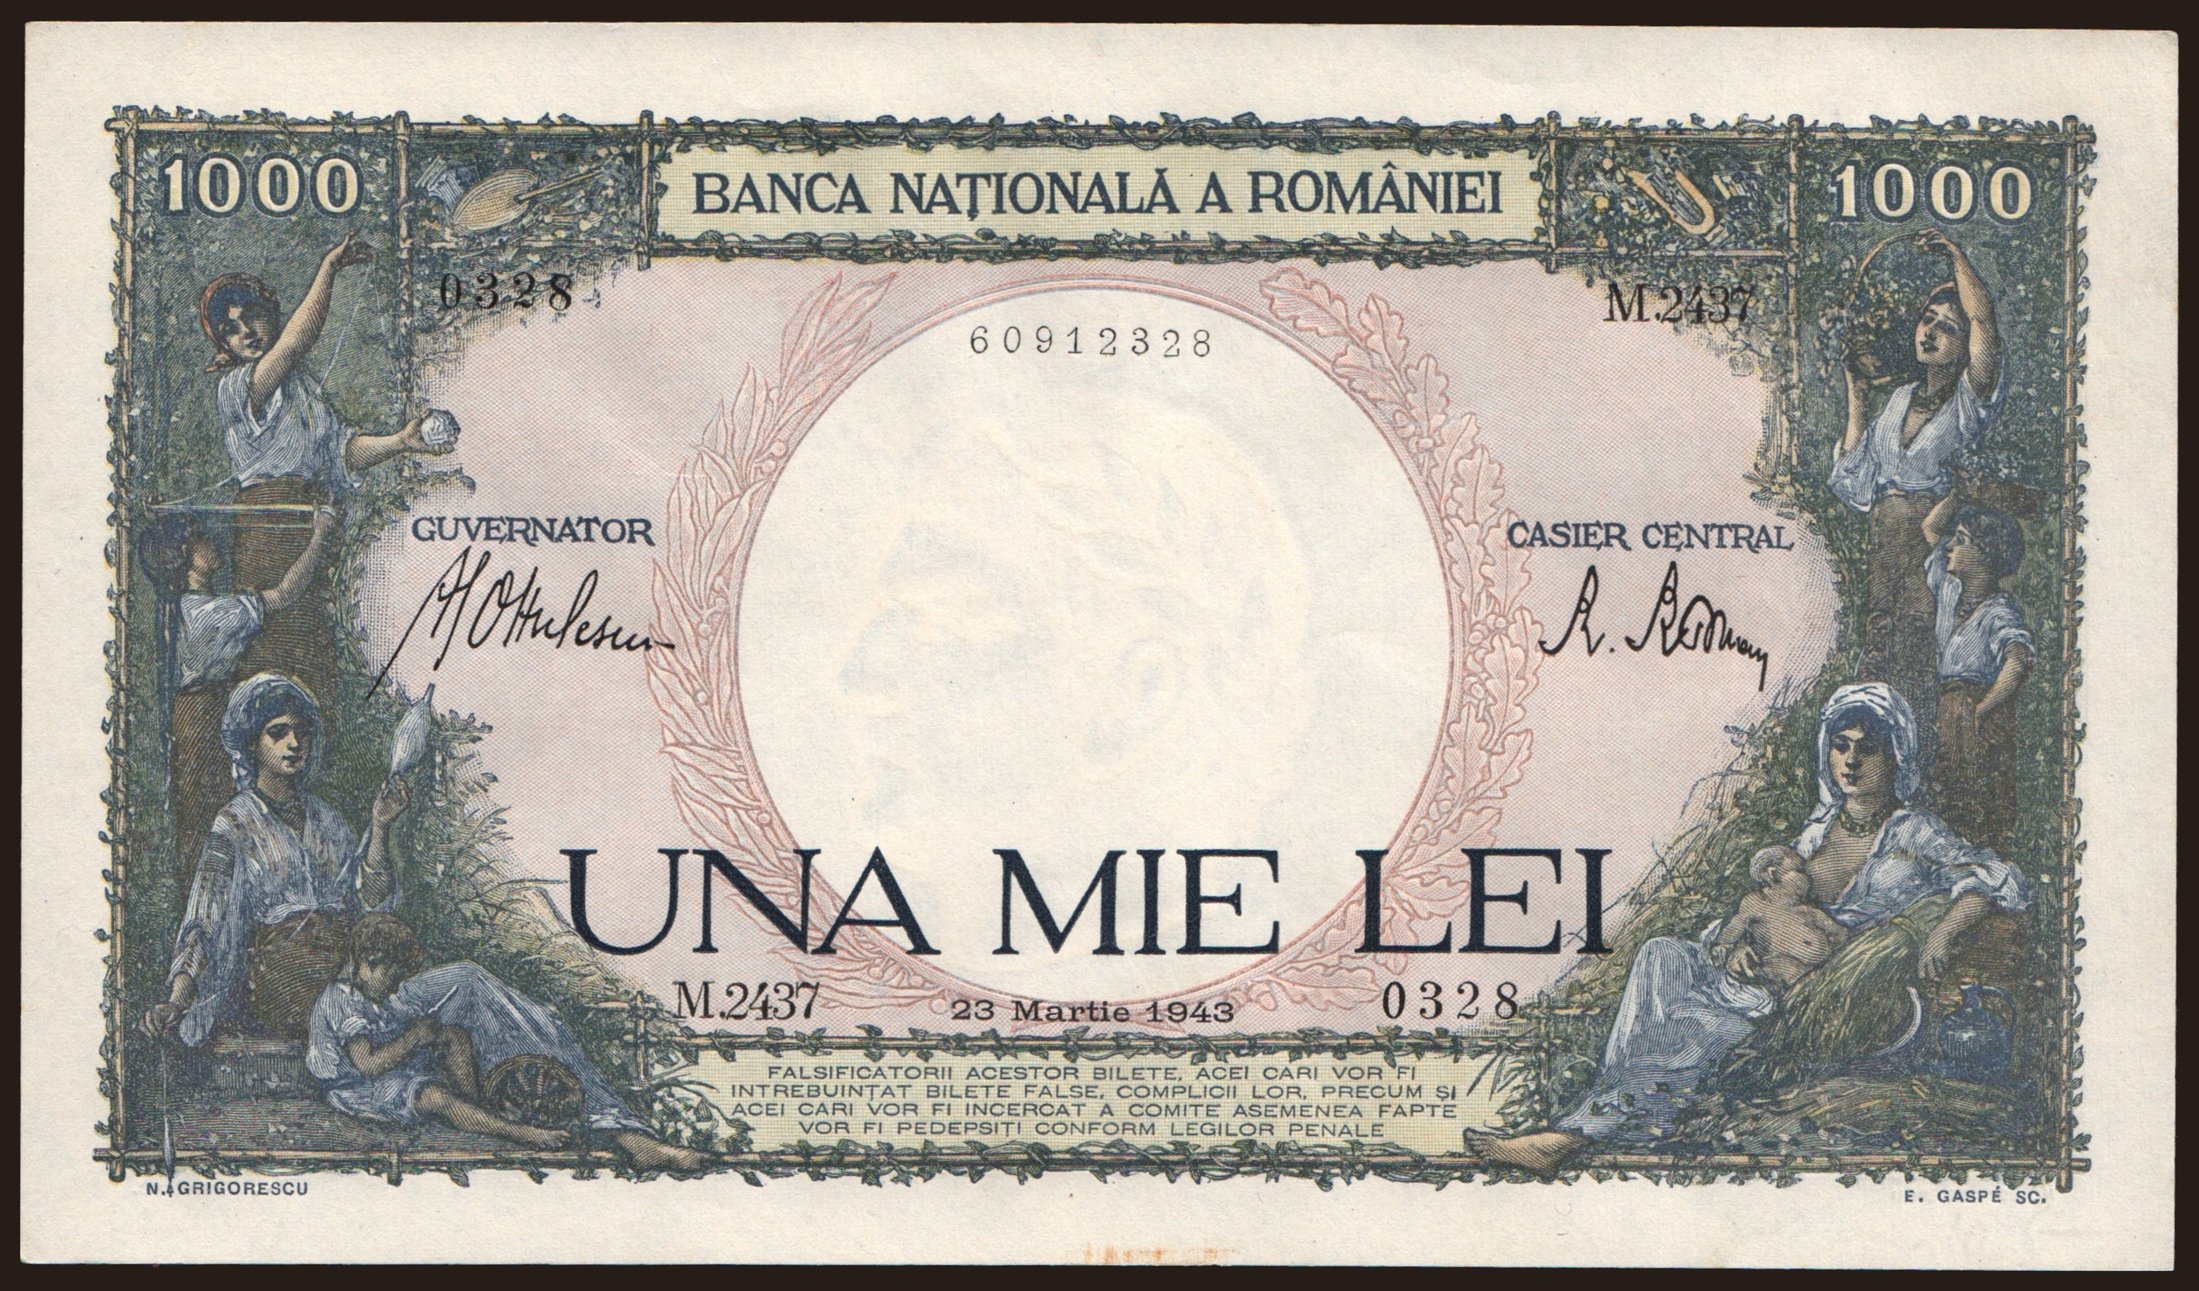 1000
BANCA NAȚIONALĂ A ROMÂNIEI
1000
0328
M.2437
60912328
GUVERNATOR
CASIER CENTRAL
UNA MIE LEI
M.2437
23 Martie 1943
0328
FALSIFICATORII ACESTOR BILETE, ACEI CARI VOR FI
INTREBUINȚAT BILETE FALSE, COMPLICII LOR, PRECUM ȘI
ACEI CARI VOR FI INCERCAT A COMITE ASEMENEA FAPTE
VOR FI PEDEPSITI CONFORM LEGILOR PENALE
N. GRIGORESCU
E. GASPÉ SC.